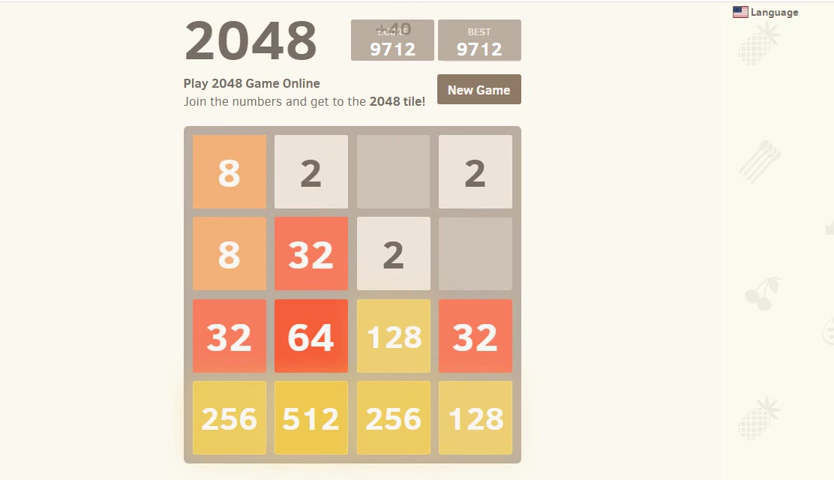 Language
2048
+40
9712
BEST
9712
Play 2048 Game Online
Join the numbers and get to the 2048 tile!
New Game
8 2 2
8 32 2
32 64 128 32
256 512 256 128